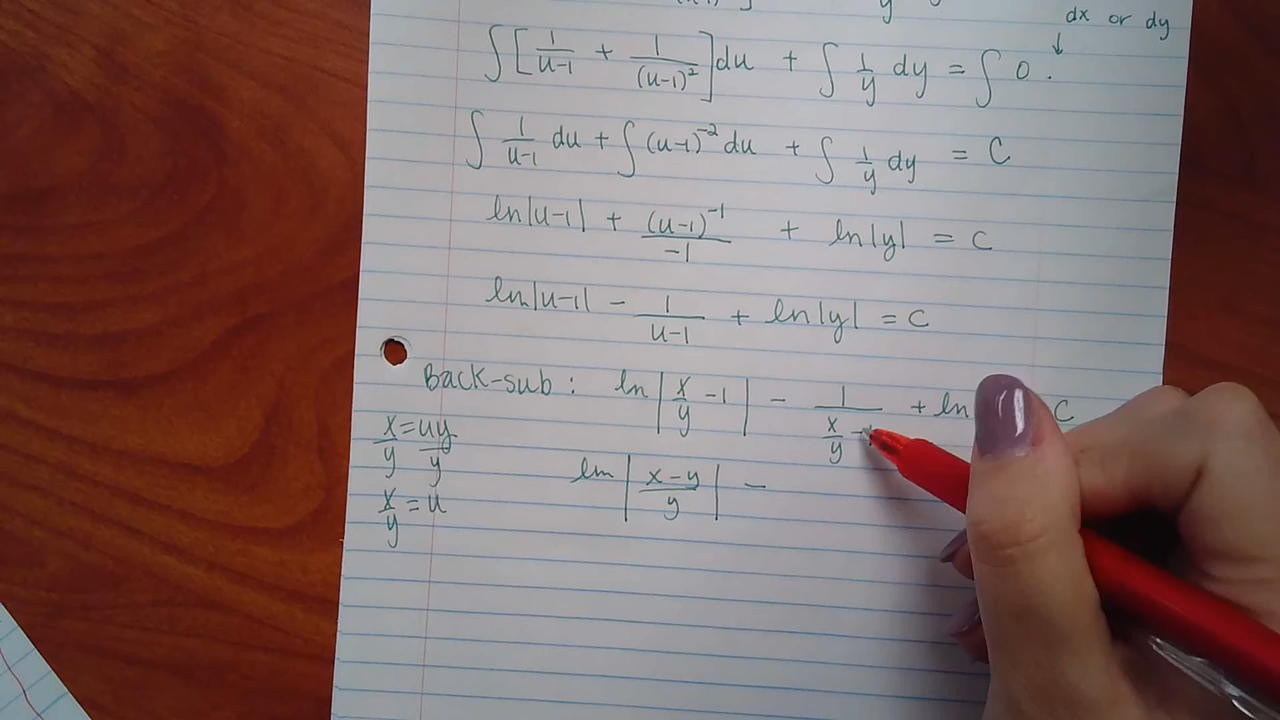 dx or dy
y
↓
∫ [ 1/(u-1) + 1/(u-1)² ] du + ∫ 1/y dy = ∫ 0 .
∫ 1/(u-1) du + ∫ (u-1)⁻² du + ∫ 1/y dy = C
ln|u-1| + (u-1)⁻¹/-1 + ln|y| = C
ln|u-1| - 1/(u-1) + ln|y| = C
Back-sub: ln | x/y - 1 | - 1/(x/y - + ln C
x/y = uy/y
ln | (x-y)/y | -
x/y = u